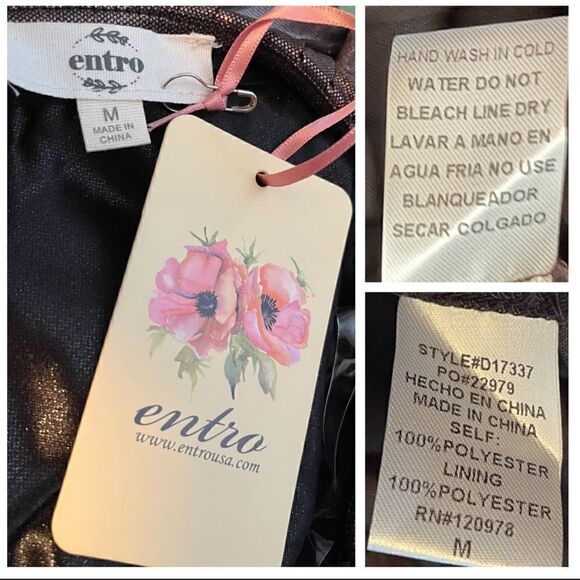 entro
M
MADE IN
CHINA
entro
www.entrousa.com
HAND WASH IN COLD
WATER DO NOT
BLEACH LINE DRY
LAVAR A MANO EN
AGUA FRIA NO USE
BLANQUEADOR
SECAR COLGADO
STYLE#D17337
PO#22979
HECHO EN CHINA
MADE IN CHINA
SELF:
100%POLYESTER
LINING
100%POLYESTER
RN#120978
M